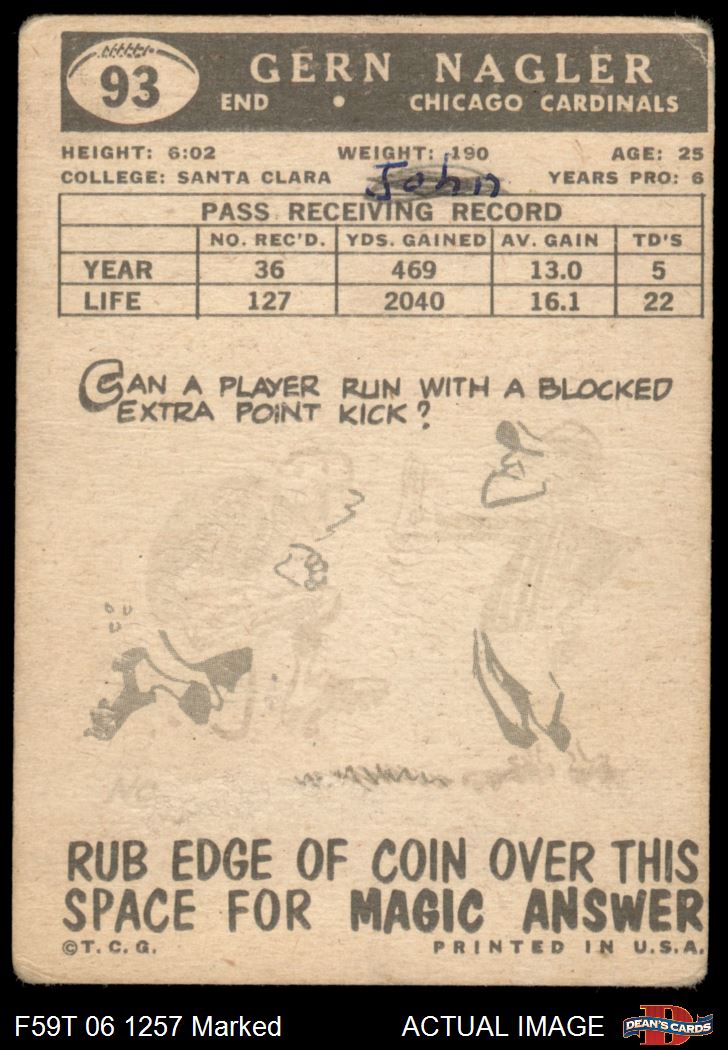 93
GERN NAGLER
END • CHICAGO CARDINALS
HEIGHT: 6:02 WEIGHT: 190 AGE: 25
COLLEGE: SANTA CLARA YEARS PRO: 6
John
PASS RECEIVING RECORD
NO. REC'D. YDS. GAINED AV. GAIN TD'S
YEAR 36 469 13.0 5
LIFE 127 2040 16.1 22
CAN A PLAYER RUN WITH A BLOCKED
EXTRA POINT KICK?
NO
RUB EDGE OF COIN OVER THIS
SPACE FOR MAGIC ANSWER
©T.C.G. PRINTED IN U.S.A.
F59T 06 1257 Marked ACTUAL IMAGE DEAN'S CARDS